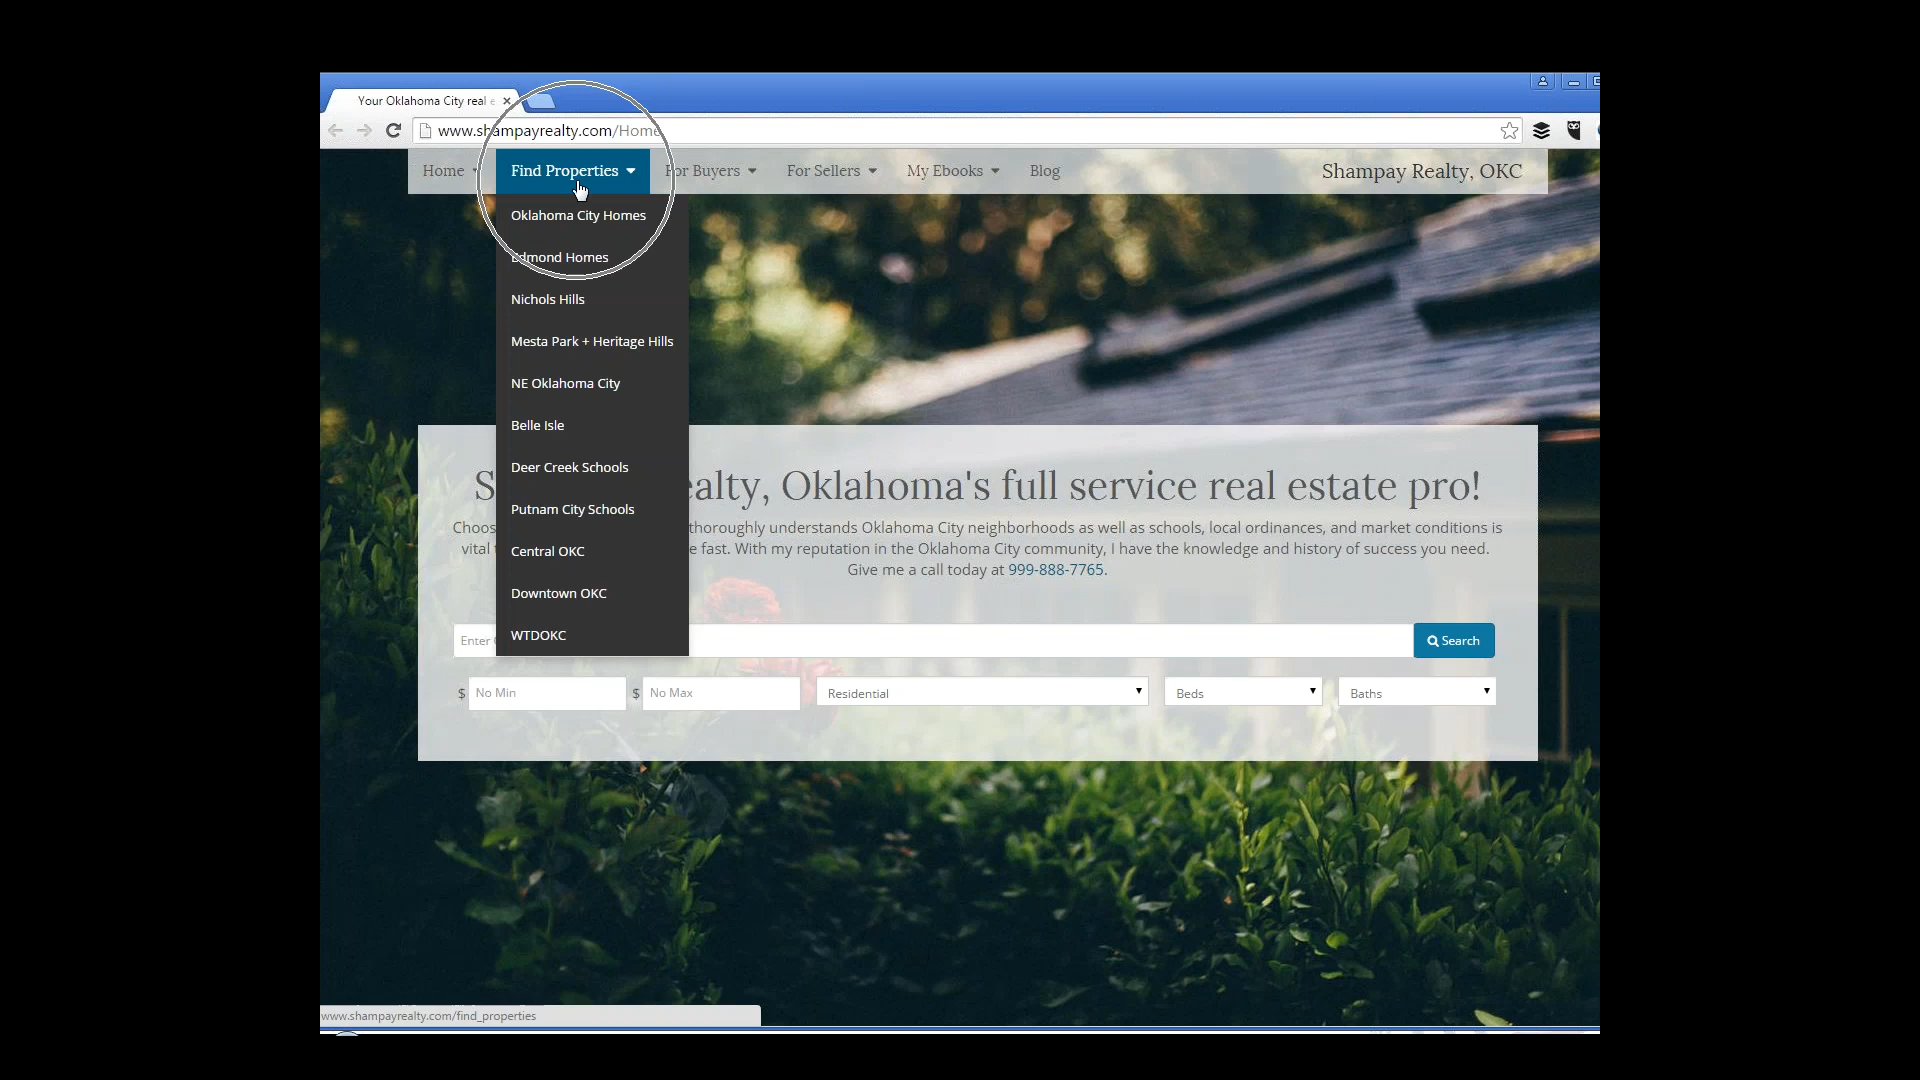 Your Oklahoma City real e
www.shampayrealty.com/Home
Home
Find Properties
For Buyers
For Sellers
My Ebooks
Blog
Shampay Realty, OKC
Oklahoma City Homes
Edmond Homes
Nichols Hills
Mesta Park + Heritage Hills
NE Oklahoma City
Belle Isle
Deer Creek Schools
Putnam City Schools
Central OKC
Downtown OKC
WTDOKC
S ealty, Oklahoma's full service real estate pro!
Choos thoroughly understands Oklahoma City neighborhoods as well as schools, local ordinances, and market conditions is
vital e fast. With my reputation in the Oklahoma City community, I have the knowledge and history of success you need.
Give me a call today at 999-888-7765.
Enter
Search
$ No Min $ No Max Residential Beds Baths
www.shampayrealty.com/find_properties